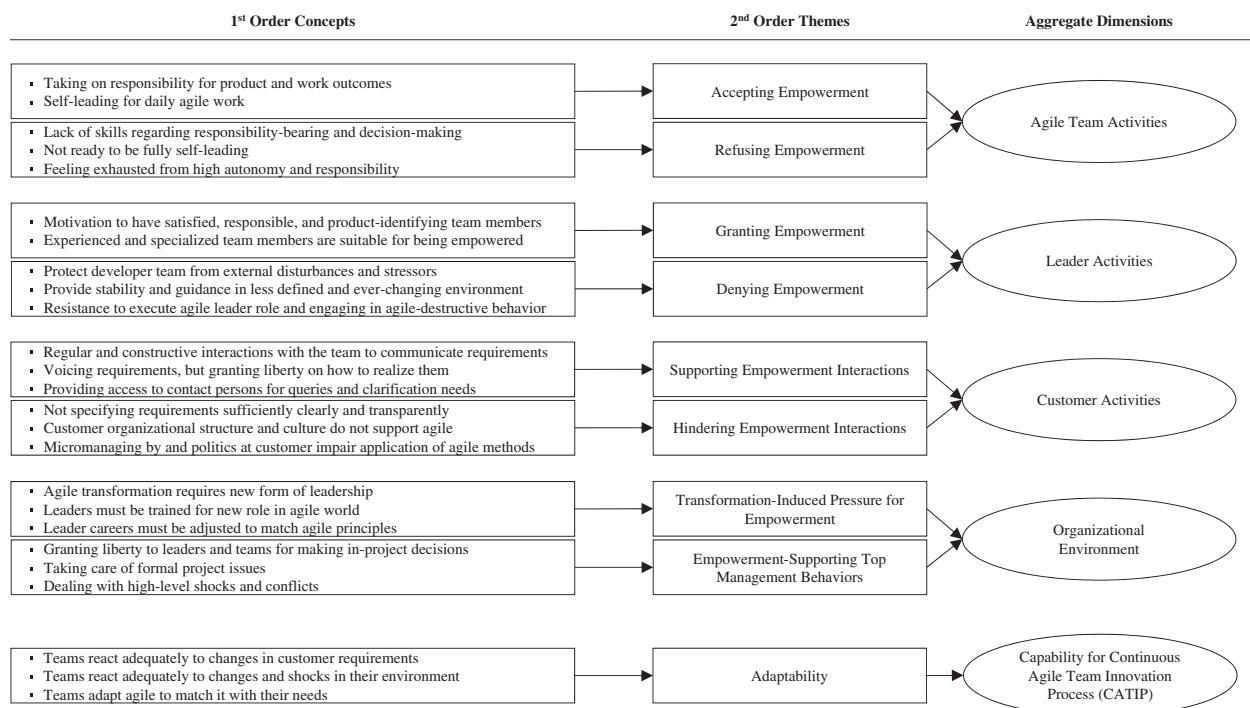 1st Order Concepts
2nd Order Themes
Aggregate Dimensions
▪ Taking on responsibility for product and work outcomes
▪ Self-leading for daily agile work
Accepting Empowerment
▪ Lack of skills regarding responsibility-bearing and decision-making
▪ Not ready to be fully self-leading
▪ Feeling exhausted from high autonomy and responsibility
Refusing Empowerment
Agile Team Activities
▪ Motivation to have satisfied, responsible, and product-identifying team members
▪ Experienced and specialized team members are suitable for being empowered
Granting Empowerment
▪ Protect developer team from external disturbances and stressors
▪ Provide stability and guidance in less defined and ever-changing environment
▪ Resistance to execute agile leader role and engaging in agile-destructive behavior
Denying Empowerment
Leader Activities
▪ Regular and constructive interactions with the team to communicate requirements
▪ Voicing requirements, but granting liberty on how to realize them
▪ Providing access to contact persons for queries and clarification needs
Supporting Empowerment Interactions
▪ Not specifying requirements sufficiently clearly and transparently
▪ Customer organizational structure and culture do not support agile
▪ Micromanaging by and politics at customer impair application of agile methods
Hindering Empowerment Interactions
Customer Activities
▪ Agile transformation requires new form of leadership
▪ Leaders must be trained for new role in agile world
▪ Leader careers must be adjusted to match agile principles
Transformation-Induced Pressure for
Empowerment
▪ Granting liberty to leaders and teams for making in-project decisions
▪ Taking care of formal project issues
▪ Dealing with high-level shocks and conflicts
Empowerment-Supporting Top
Management Behaviors
Organizational
Environment
▪ Teams react adequately to changes in customer requirements
▪ Teams react adequately to changes and shocks in their environment
▪ Teams adapt agile to match it with their needs
Adaptability
Capability for Continuous
Agile Team Innovation
Process (CATIP)